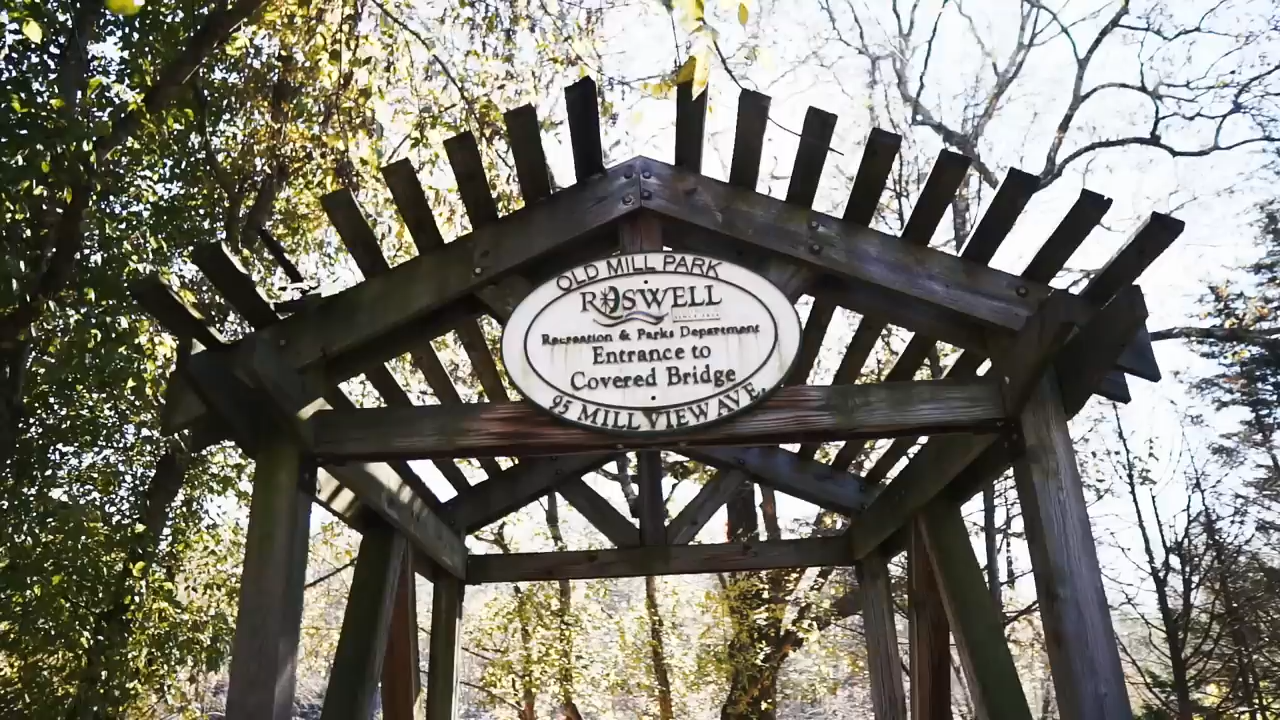 OLD MILL PARK
ROSWELL
Recreation & Parks Department
Entrance to
Covered Bridge
95 MILL VIEW AVE.